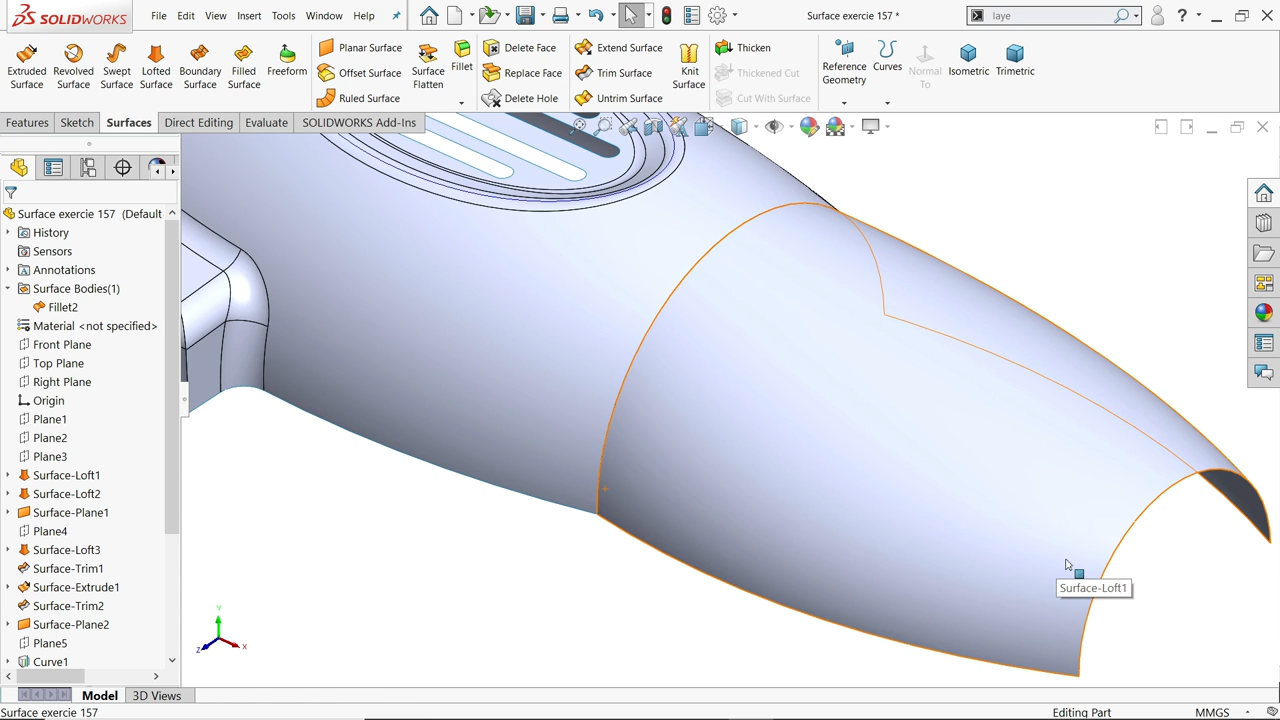 SOLIDWORKS
File Edit View Insert Tools Window Help
Surface exercie 157 *
laye
?
Extruded Surface
Revolved Surface
Swept Surface
Lofted Surface
Boundary Surface
Filled Surface
Freeform
Planar Surface
Offset Surface
Ruled Surface
Surface Flatten
Fillet
Delete Face
Replace Face
Delete Hole
Extend Surface
Trim Surface
Untrim Surface
Knit Surface
Thicken
Thickened Cut
Cut With Surface
Reference Geometry
Curves
Normal To
Isometric
Trimetric
Features Sketch Surfaces Direct Editing Evaluate SOLIDWORKS Add-Ins
Surface exercie 157 (Default
History
Sensors
Annotations
Surface Bodies(1)
Fillet2
Material <not specified>
Front Plane
Top Plane
Right Plane
Origin
Plane1
Plane2
Plane3
Surface-Loft1
Surface-Loft2
Surface-Plane1
Plane4
Surface-Loft3
Surface-Trim1
Surface-Extrude1
Surface-Trim2
Surface-Plane2
Plane5
Curve1
Surface-Loft1
Y
Z X
Model 3D Views
Surface exercie 157 Editing Part MMGS